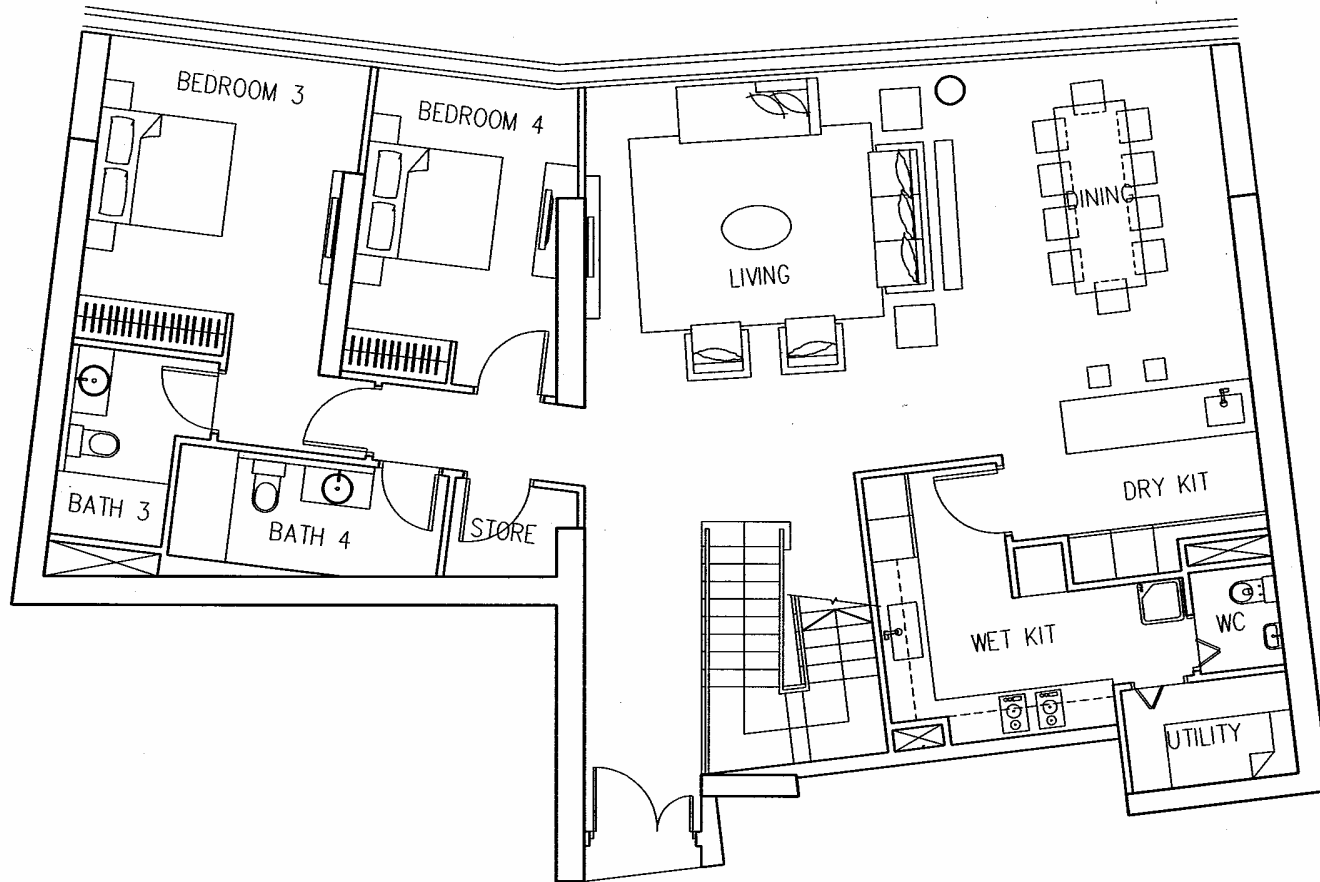 BEDROOM 3
BEDROOM 4
DINING
LIVING
DRY KIT
BATH 3
BATH 4
STORE
WET KIT
WC
UTILITY